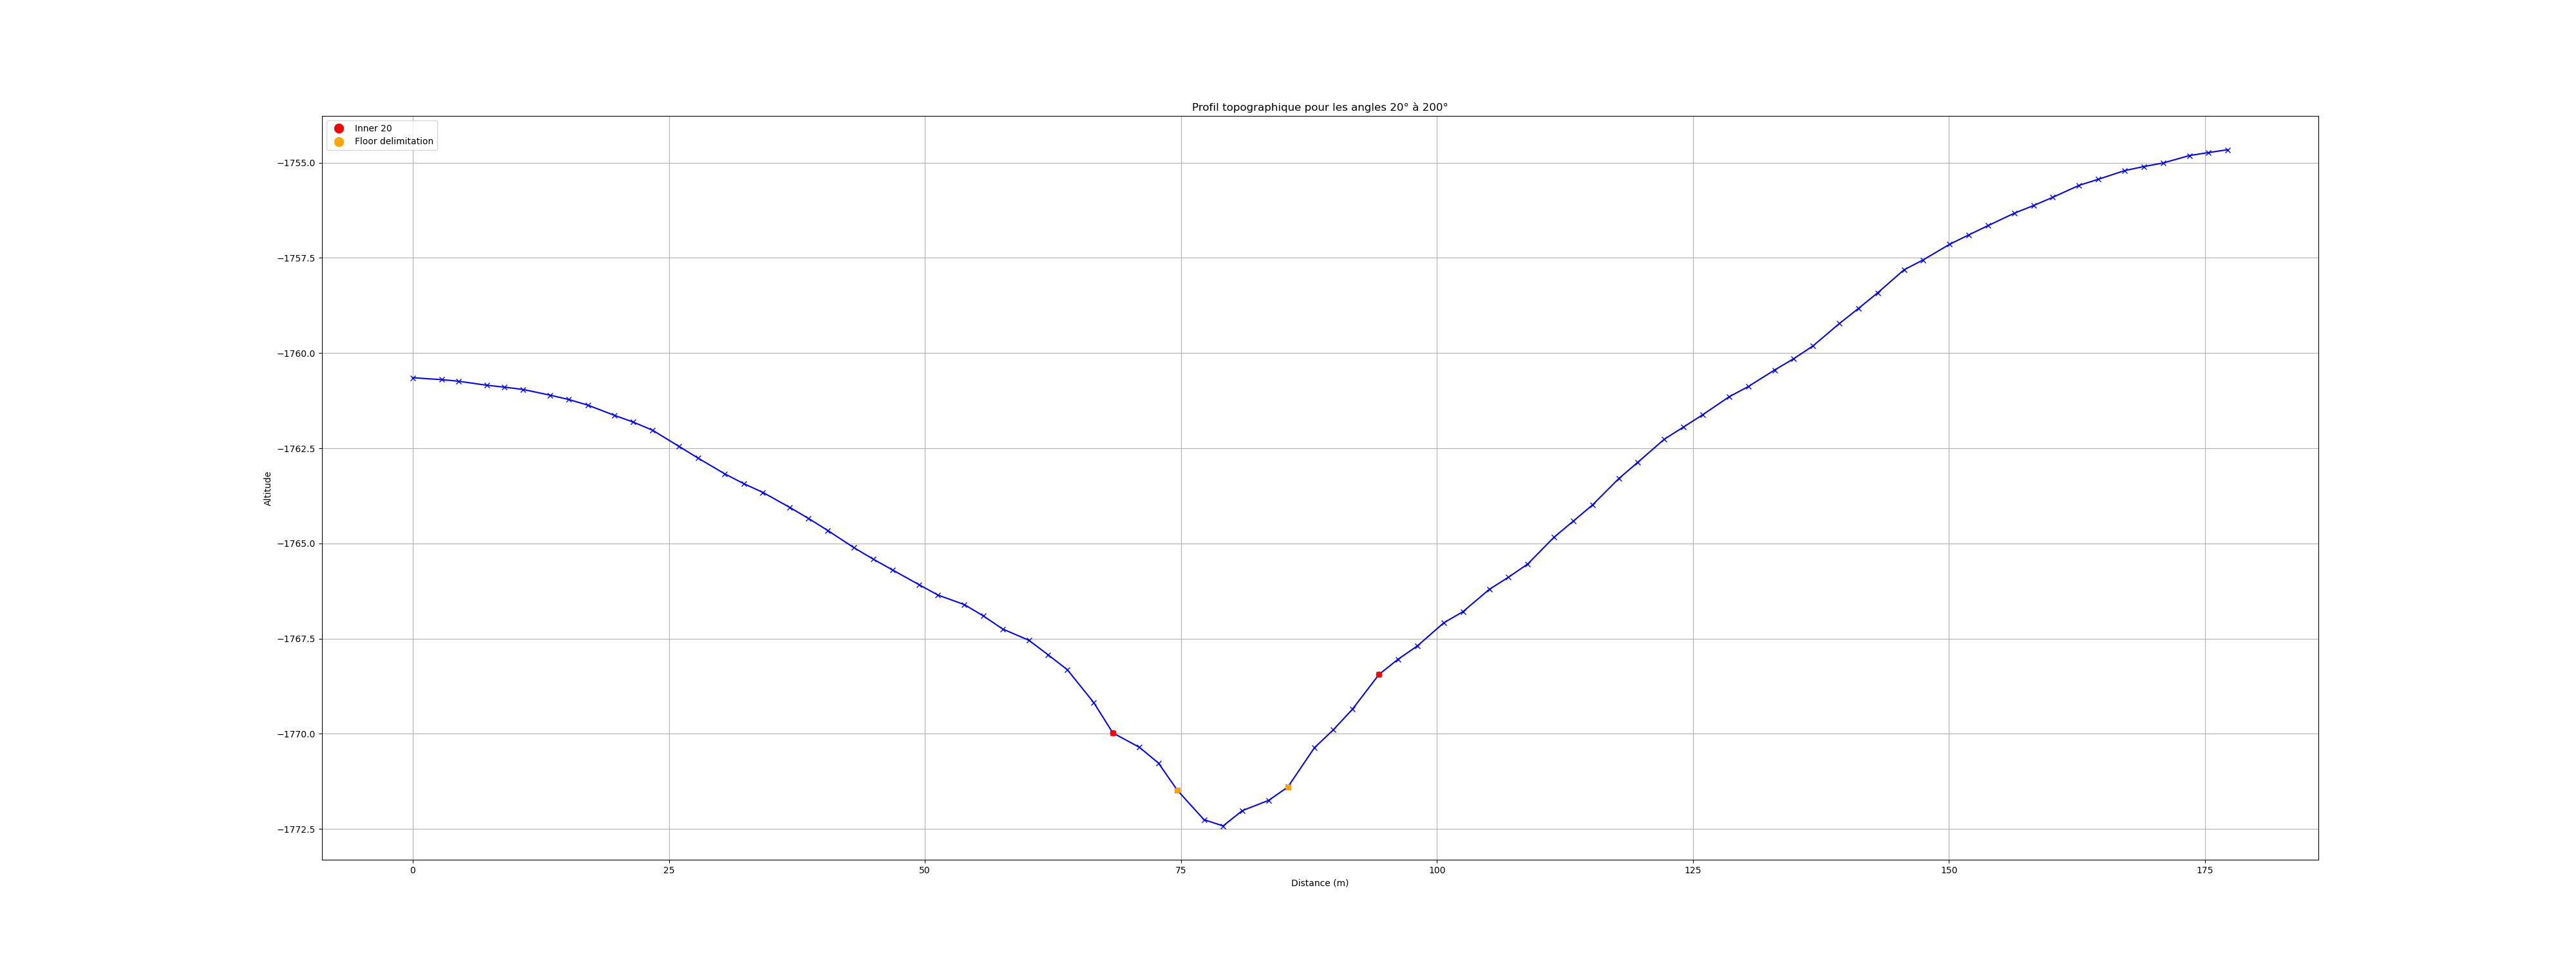 Profil topographique pour les angles 20° à 200°
Inner 20
Floor delimitation
−1755.0
−1757.5
−1760.0
−1762.5
−1765.0
−1767.5
−1770.0
−1772.5
Altitude
0 25 50 75 100 125 150 175
Distance (m)